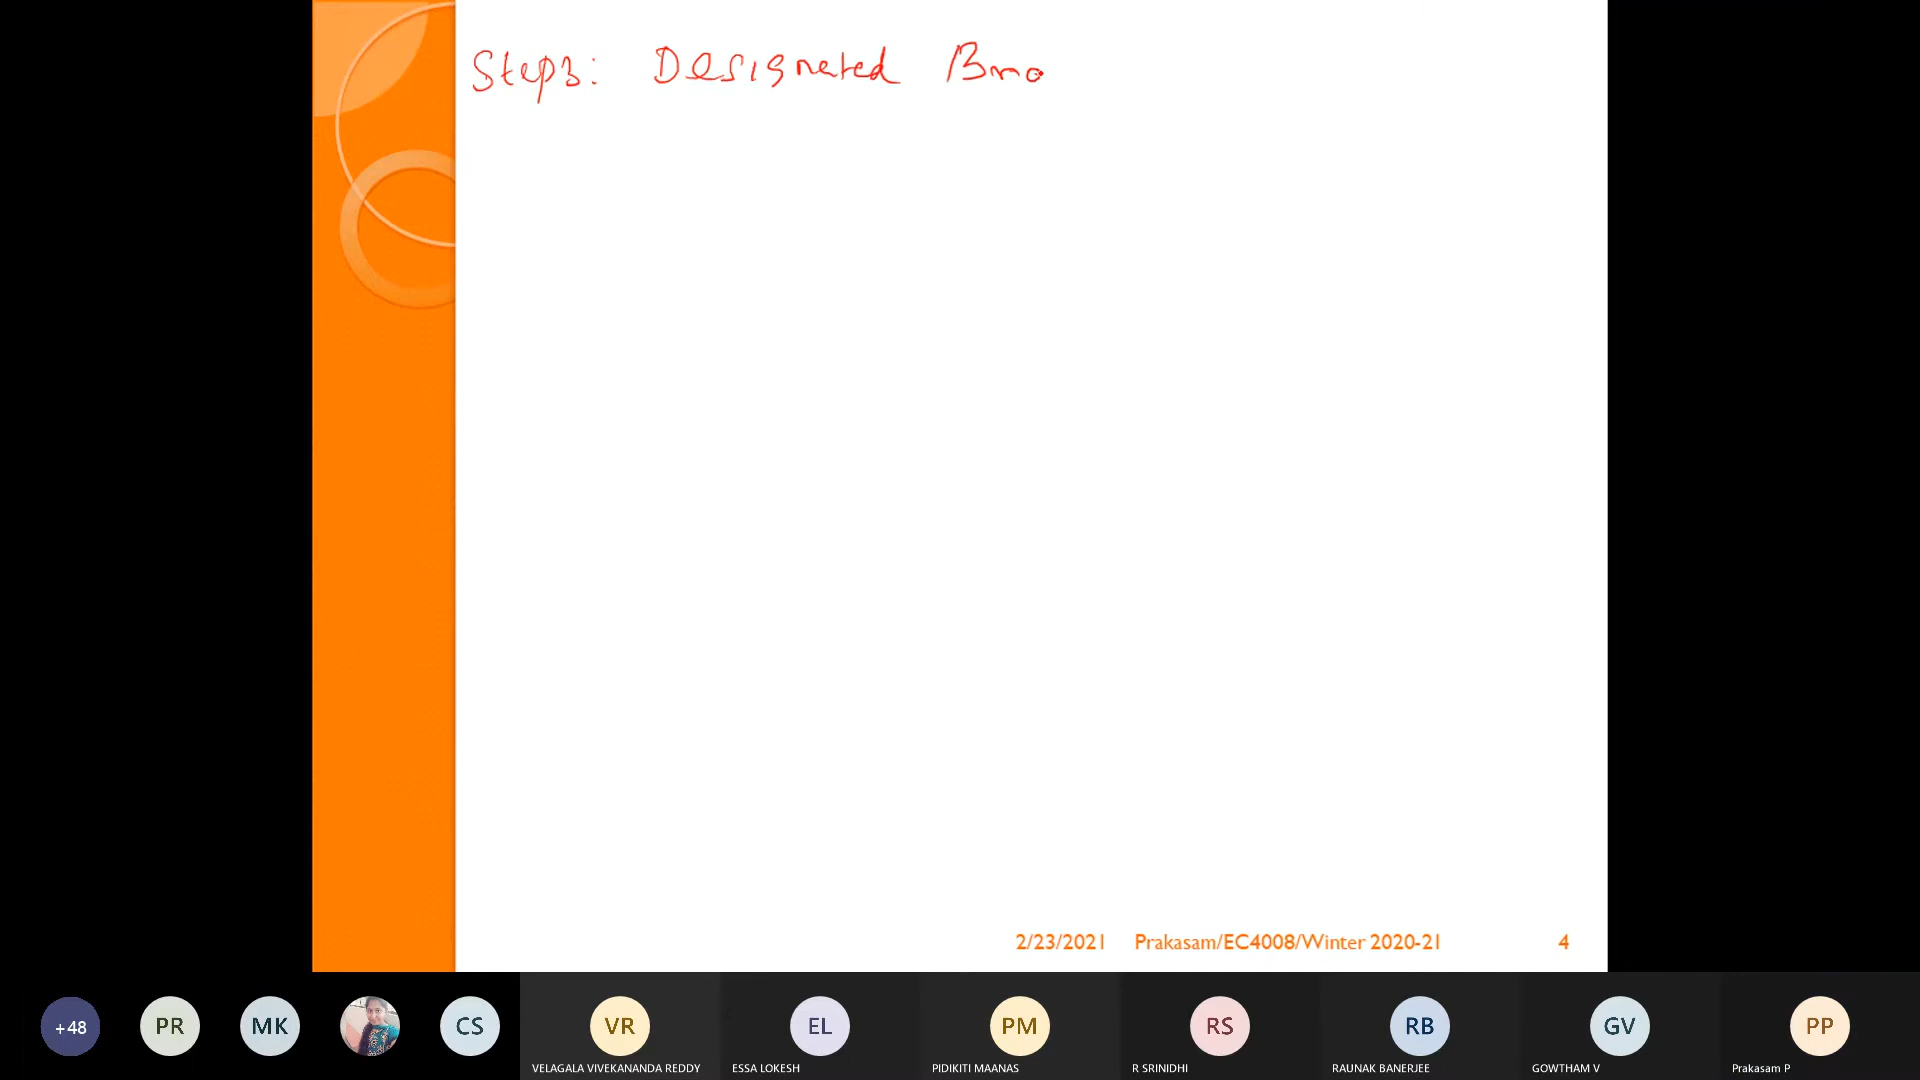 Step3: Designated
2/23/2021 Prakasam/EC4008/Winter 2020-21 4
+48 PR MK CS VR EL PM RS RB GV PP
VELAGALA VIVEKANANDA REDDY ESSA LOKESH PIDIKITI MAANAS R SRINIDHI RAUNAK BANERJEE GOWTHAM V Prakasam P